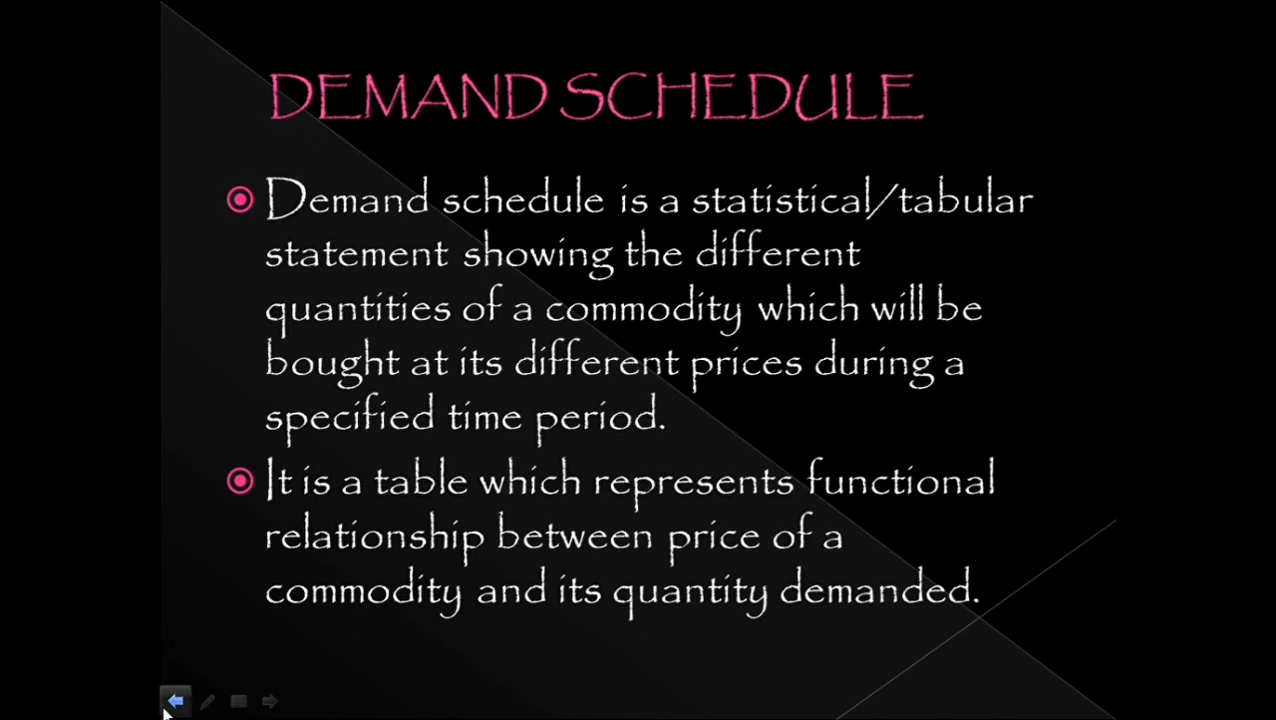 DEMAND SCHEDULE
Demand schedule is a statistical/tabular
statement showing the different
quantities of a commodity which will be
bought at its different prices during a
specified time period.
It is a table which represents functional
relationship between price of a
commodity and its quantity demanded.